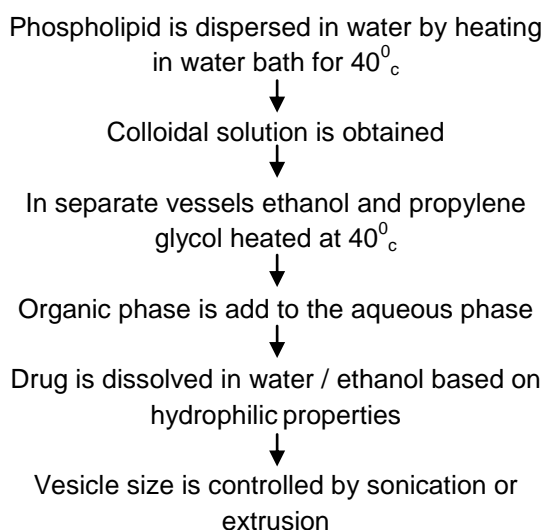 Phospholipid is dispersed in water by heating
in water bath for 40⁰c
Colloidal solution is obtained
In separate vessels ethanol and propylene
glycol heated at 40⁰c
Organic phase is add to the aqueous phase
Drug is dissolved in water / ethanol based on
hydrophilic properties
Vesicle size is controlled by sonication or
extrusion